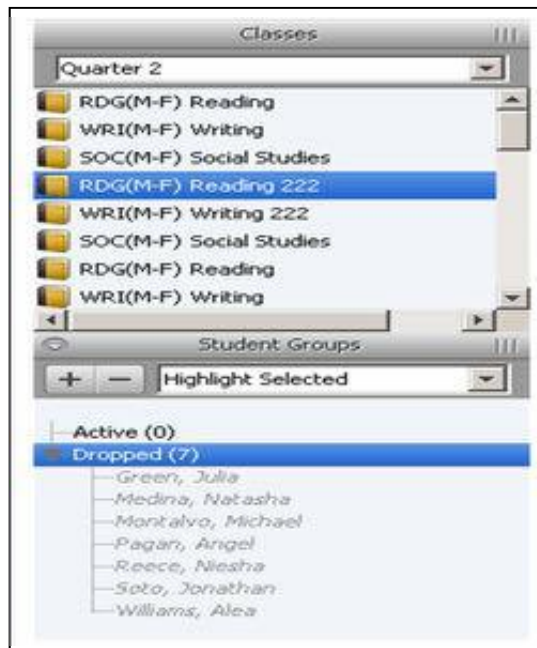 Classes
Quarter 2
RDG(M-F) Reading
WRI(M-F) Writing
SOC(M-F) Social Studies
RDG(M-F) Reading 222
WRI(M-F) Writing 222
SOC(M-F) Social Studies
RDG(M-F) Reading
WRI(M-F) Writing
Student Groups
+ − Highlight Selected
Active (0)
Dropped (7)
Green, Julia
Medina, Natasha
Montalvo, Michael
Pagan, Angel
Reece, Niesha
Soto, Jonathan
Williams, Alea